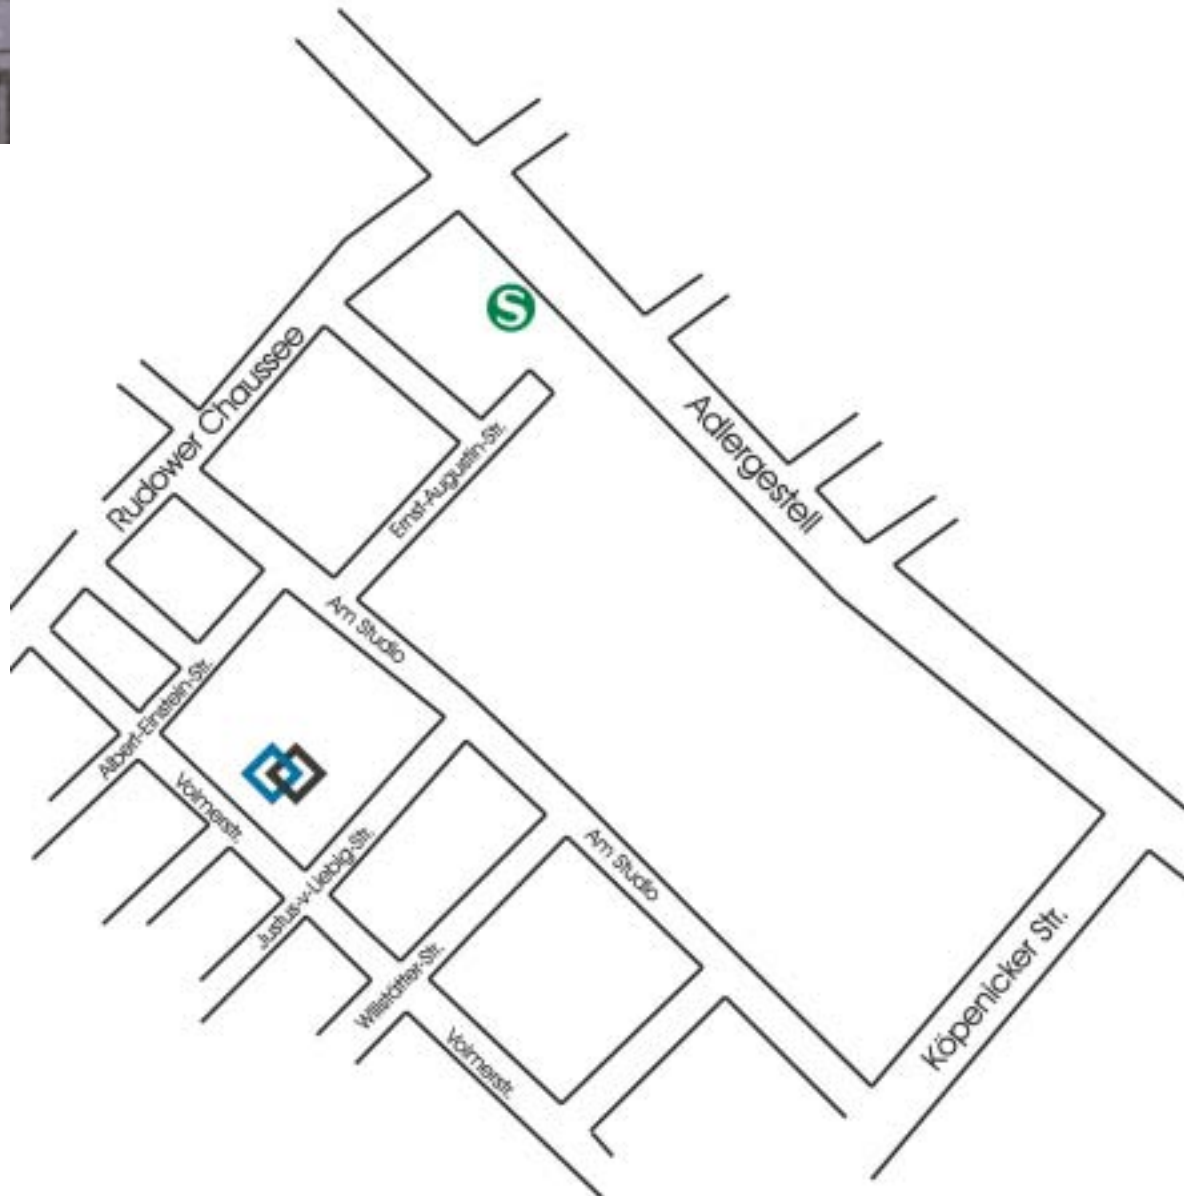 S
Rudower Chaussee
Adlergestell
Ernst-Augustin-Str.
Am Studio
Albert-Einstein-Str.
Volmerstr.
Justus-v-Liebig-Str.
Am Studio
Willstätter-Str.
Köpenicker Str.
Volmerstr.